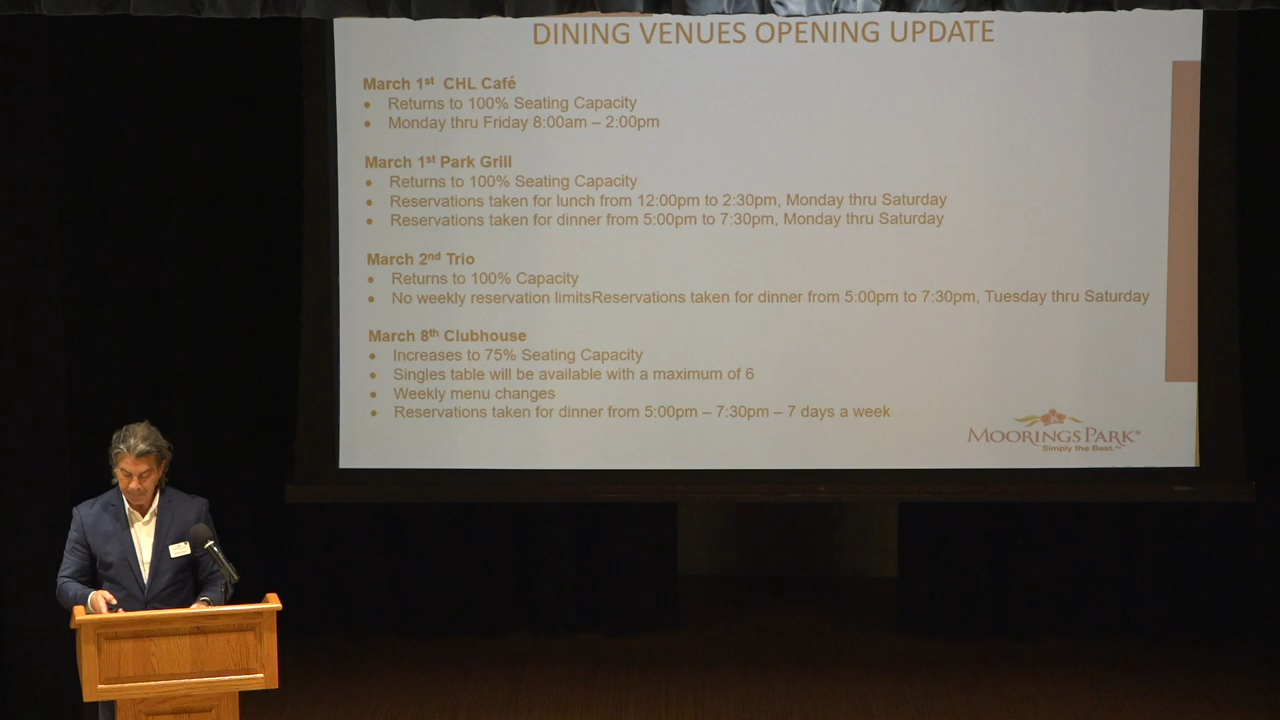 DINING VENUES OPENING UPDATE
March 1st CHL Café
• Returns to 100% Seating Capacity
• Monday thru Friday 8:00am – 2:00pm
March 1st Park Grill
• Returns to 100% Seating Capacity
• Reservations taken for lunch from 12:00pm to 2:30pm, Monday thru Saturday
• Reservations taken for dinner from 5:00pm to 7:30pm, Monday thru Saturday
March 2nd Trio
• Returns to 100% Capacity
• No weekly reservation limitsReservations taken for dinner from 5:00pm to 7:30pm, Tuesday thru Saturday
March 8th Clubhouse
• Increases to 75% Seating Capacity
• Singles table will be available with a maximum of 6
• Weekly menu changes
• Reservations taken for dinner from 5:00pm – 7:30pm – 7 days a week
MOORINGS PARK®
Simply the Best.™